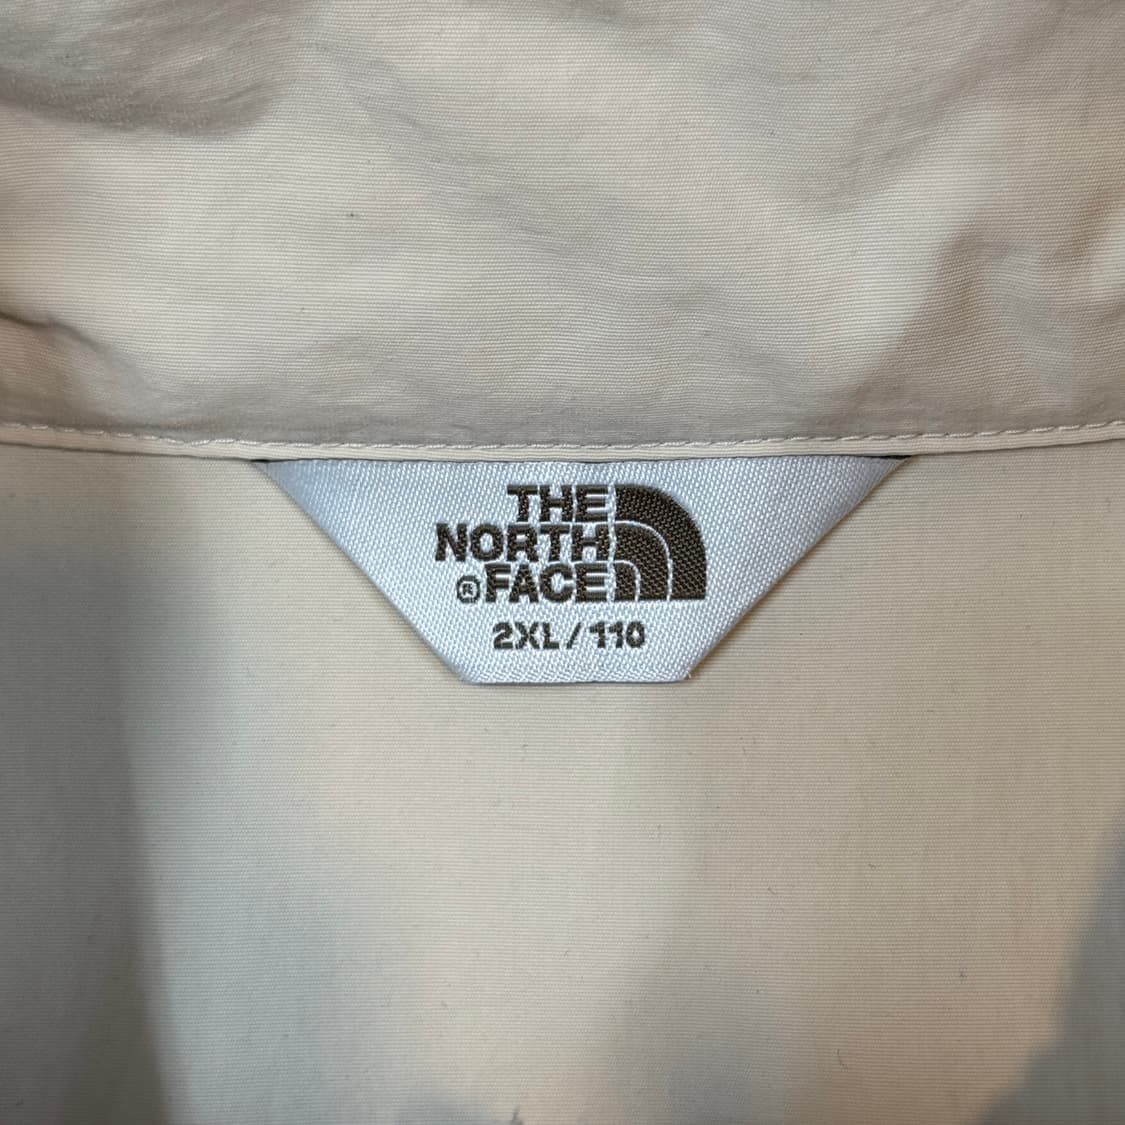 THE
NORTH
®FACE
2XL/110